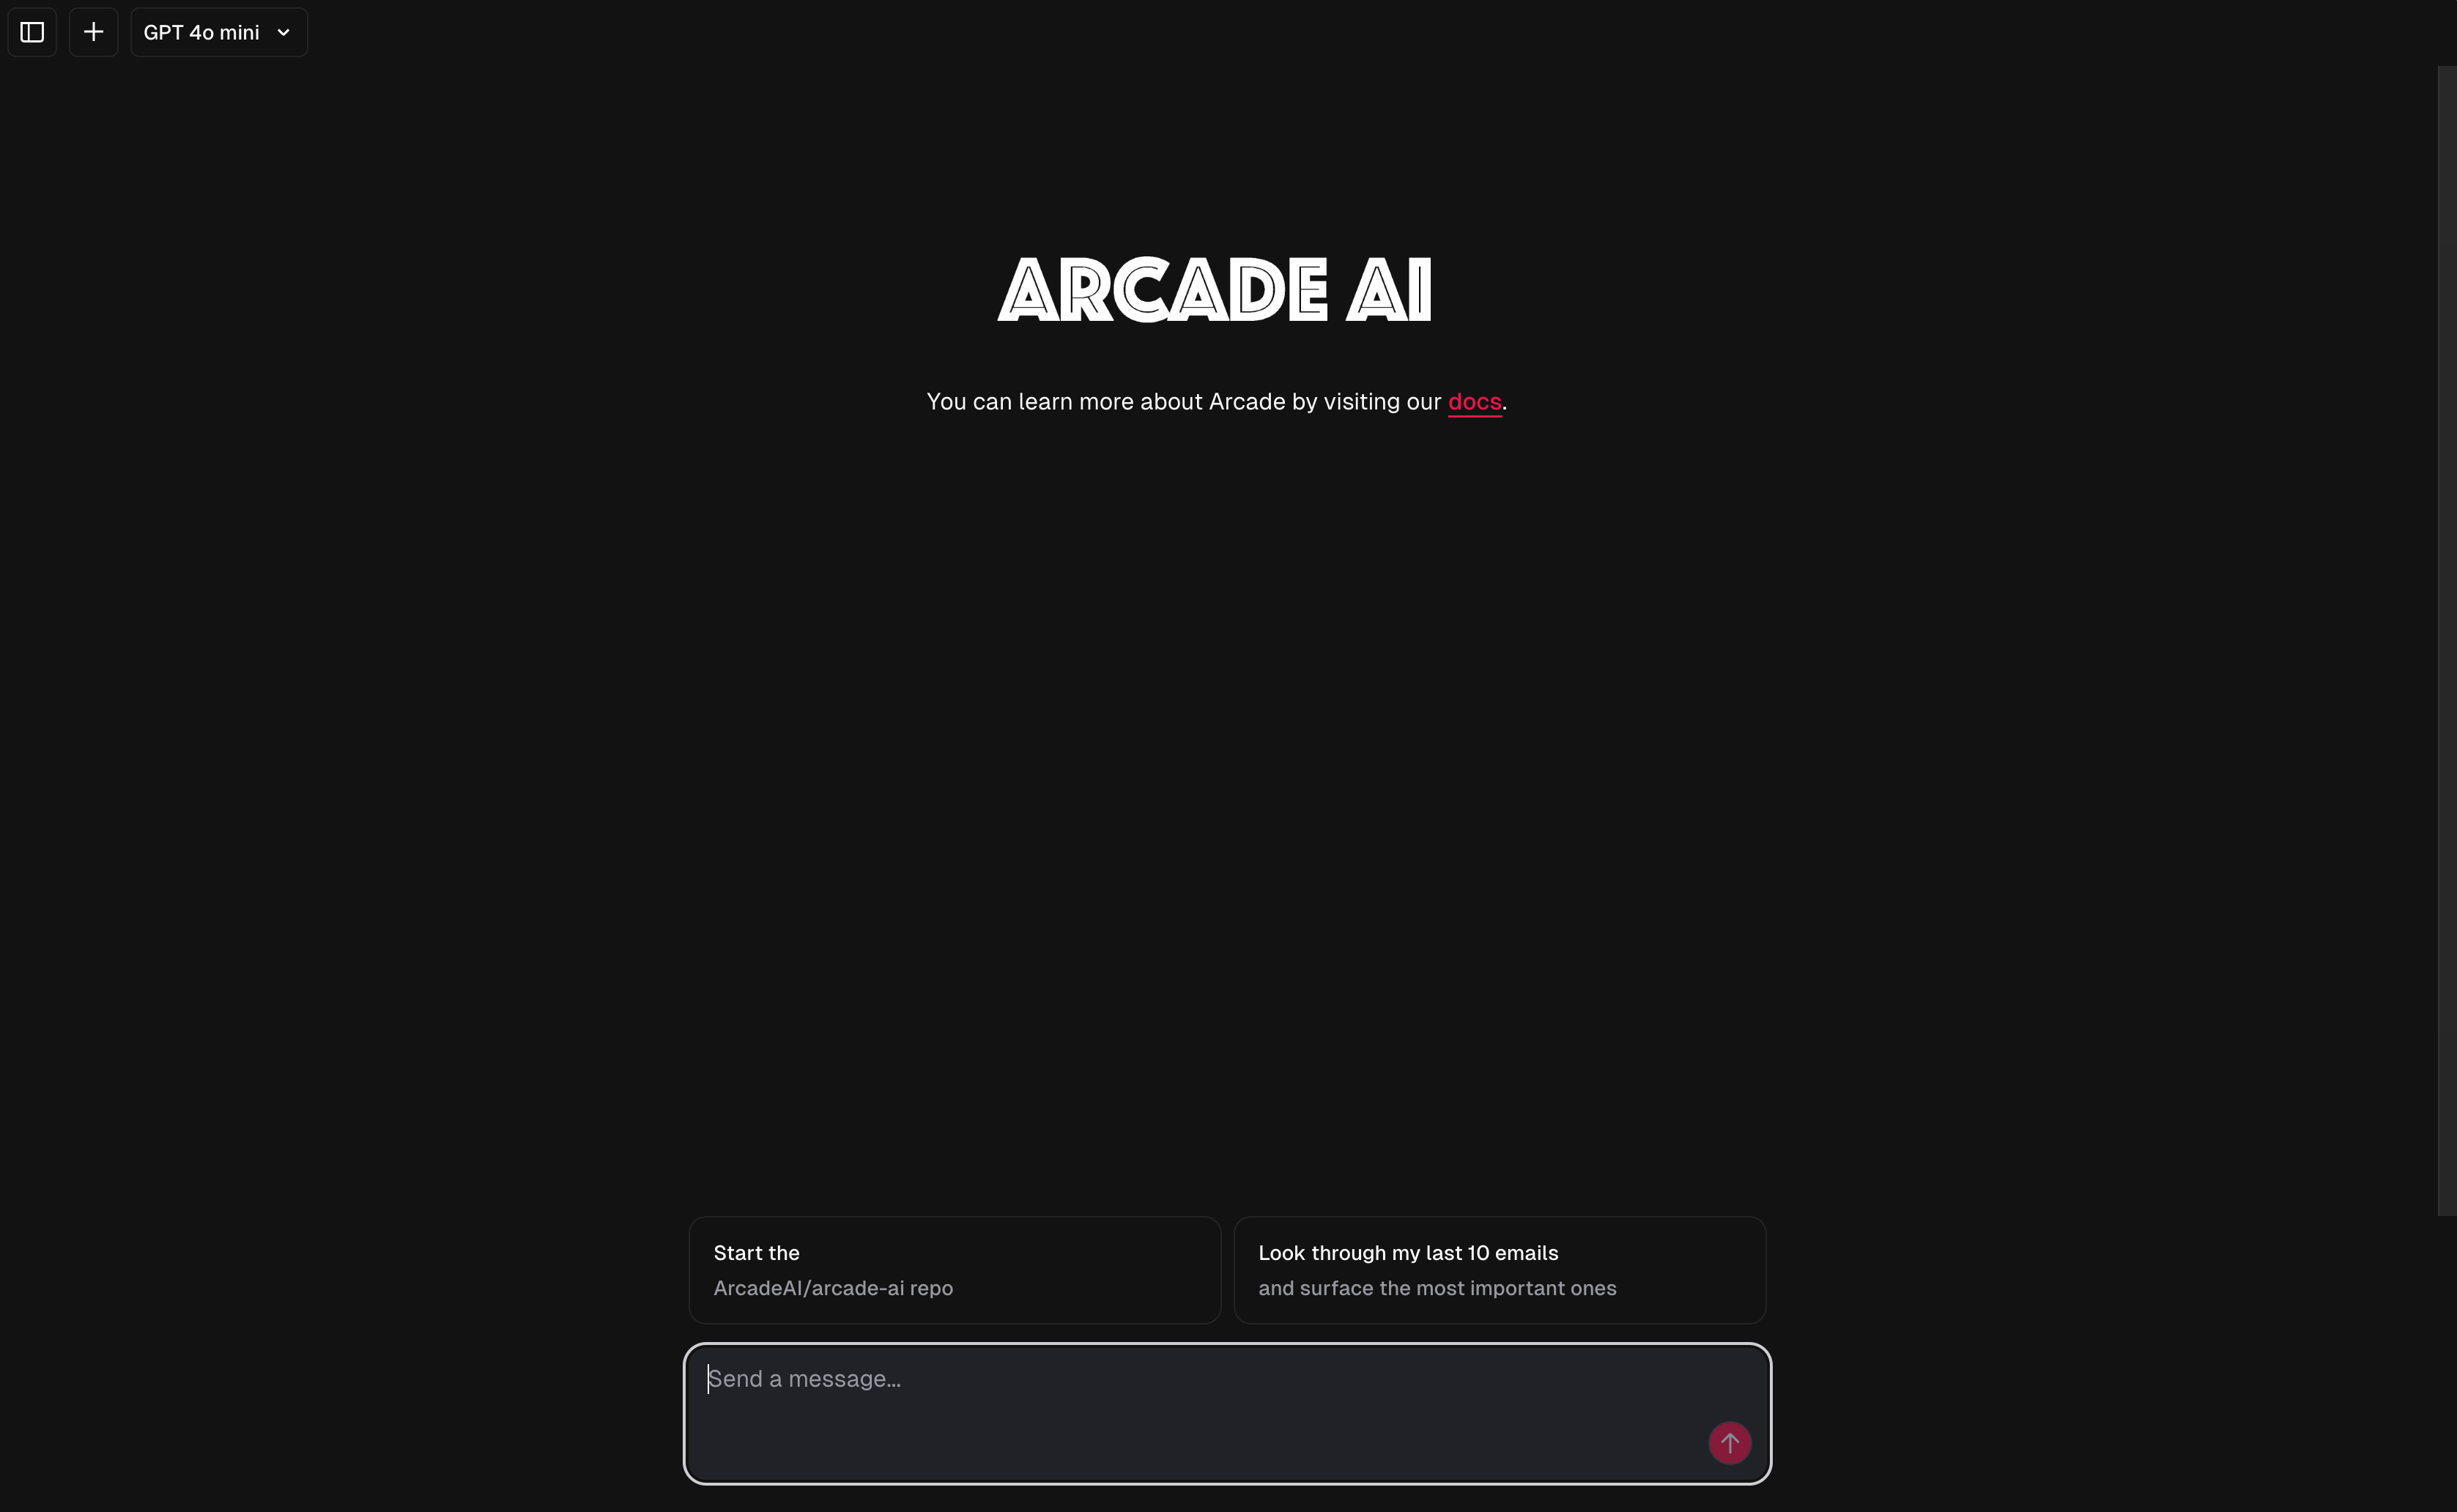 GPT 4o mini
ARCADE AI
You can learn more about Arcade by visiting our docs.
Start the
ArcadeAI/arcade-ai repo
Look through my last 10 emails
and surface the most important ones
Send a message...